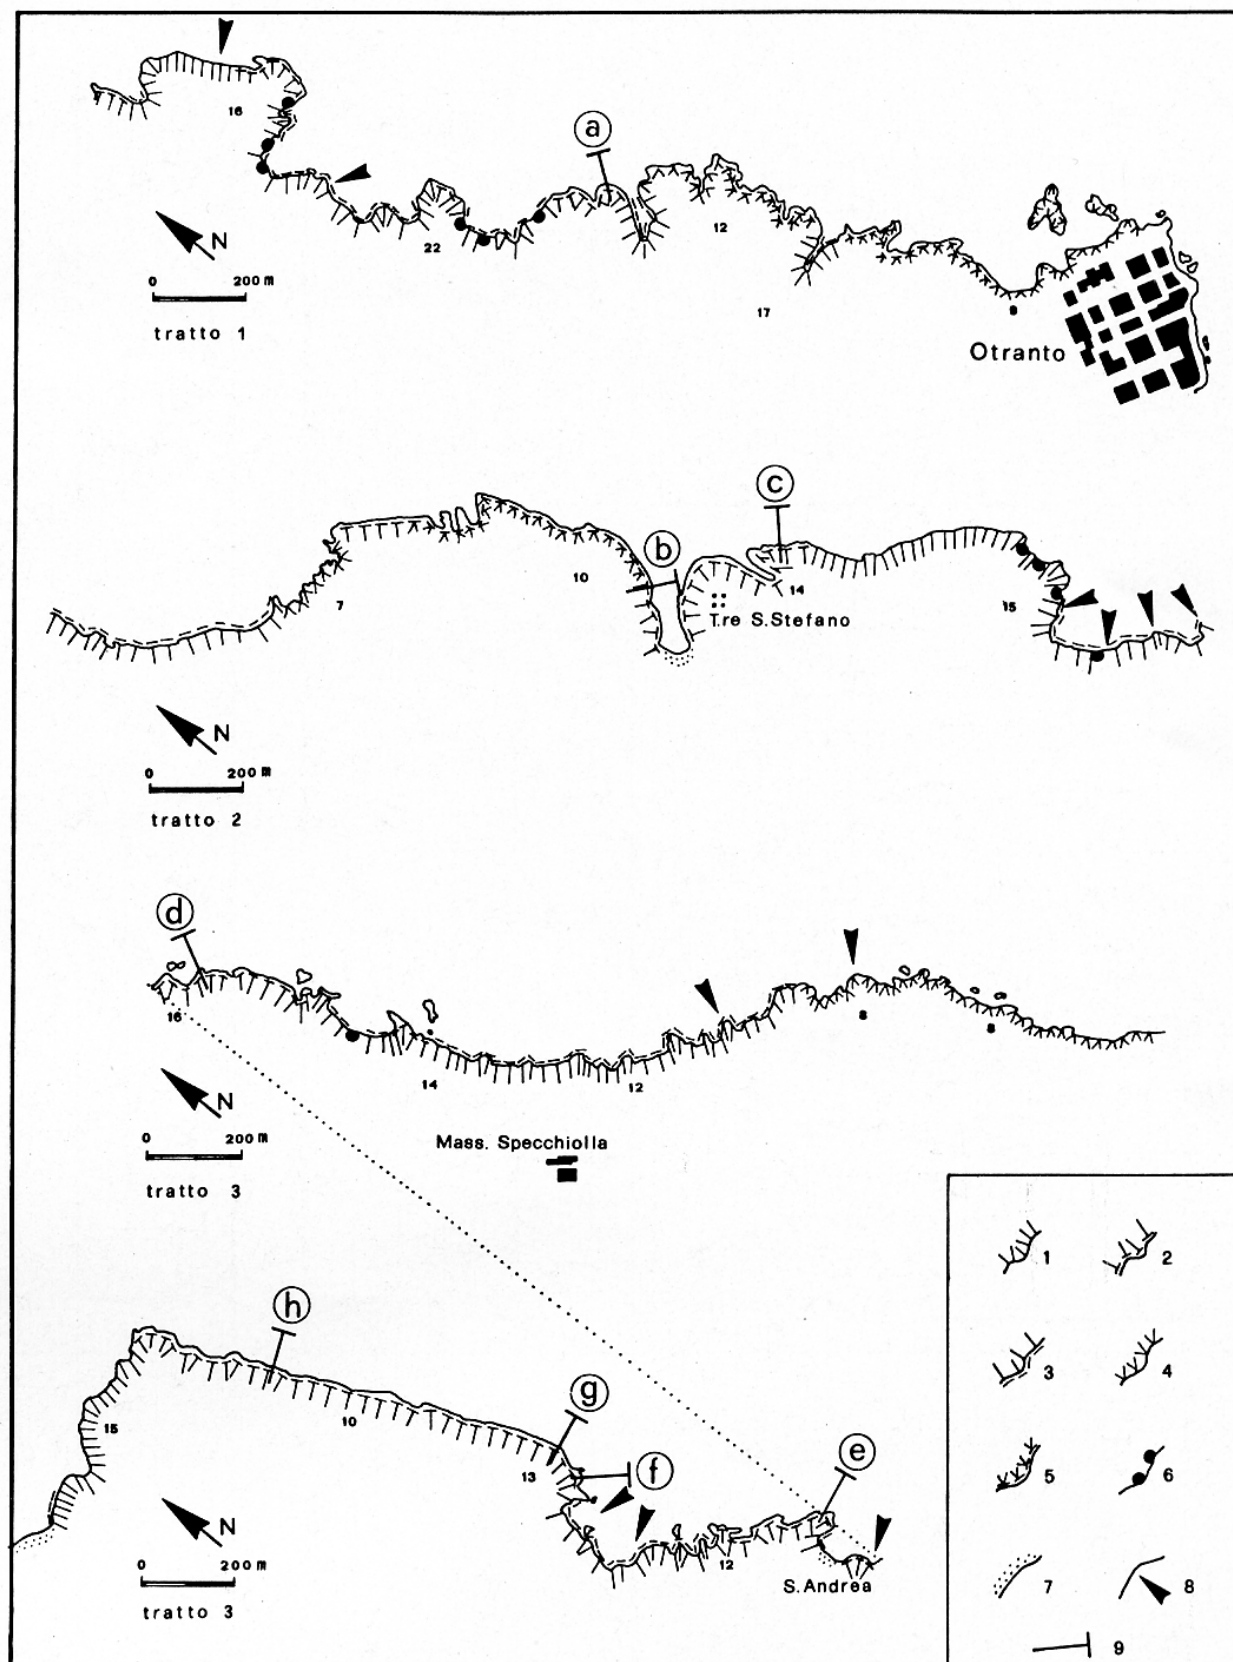 a
16
12
22
N
0 200 m
tratto 1
17
9
Otranto
c
b
10
14
7
15
T.re S.Stefano
N
0 200 m
tratto 2
d
16
8
8
14
12
N
0 200 m
tratto 3
Mass. Specchiolla
h
g
10
15
13
f
e
N
12
0 200 m
tratto 3
S. Andrea
1 2
3 4
5 6
7 8
9